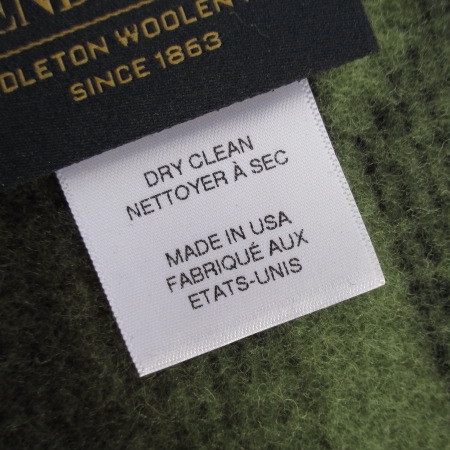 DLETON WOOLEN
SINCE 1863
DRY CLEAN
NETTOYER À SEC
MADE IN USA
FABRIQUÉ AUX
ETATS-UNIS